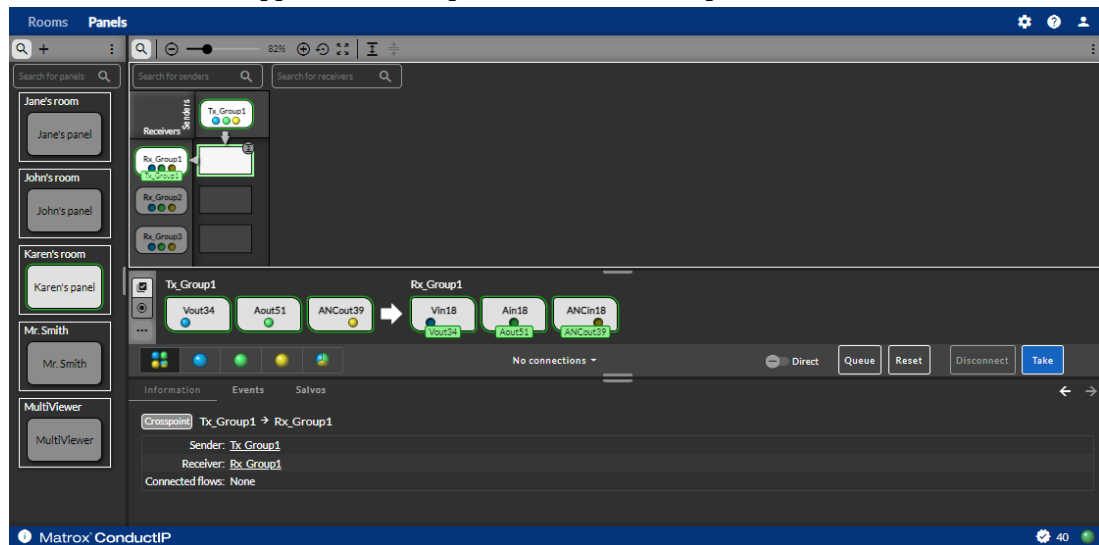 Rooms Panels
82%
Search for panels
Search for senders
Search for receivers
Jane's room
Jane's panel
John's room
John's panel
Karen's room
Karen's panel
Mr. Smith
Mr. Smith
MultiViewer
MultiViewer
Senders
Receivers
Tx_Group1
Rx_Group1
Tx_Group1
Rx_Group2
Rx_Group3
Tx_Group1
Rx_Group1
Vout34
Aout51
ANCout39
Vin18
Vout34
Ain18
Aout51
ANCin18
ANCout39
No connections
Direct
Queue
Reset
Disconnect
Take
Information Events Salvos
Crosspoint Tx_Group1 → Rx_Group1
Sender: Tx_Group1
Receiver: Rx_Group1
Connected flows: None
Matrox® ConductIP
40